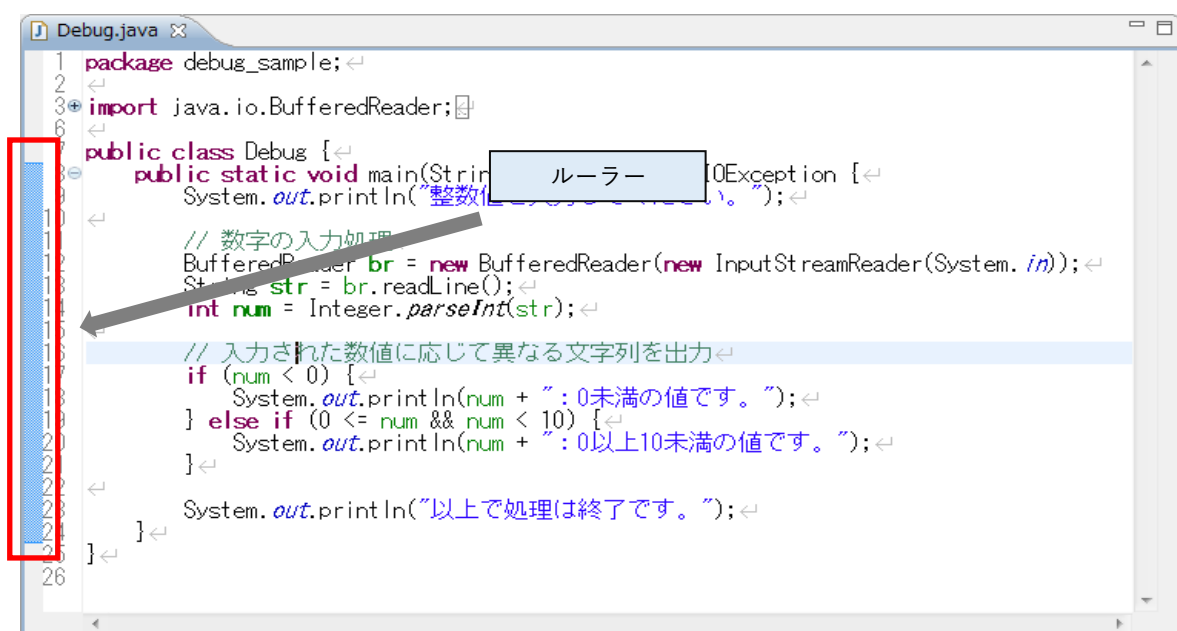 Debug.java
1 package debug_sample;
2
3 import java.io.BufferedReader;
6
7 public class Debug {
8 public static void main(Strin ルーラー IOException {
9 System.out.println("整数値 。");
10
11 // 数字の入力処理
12 BufferedReader br = new BufferedReader(new InputStreamReader(System.in));
13 String str = br.readLine();
14 int num = Integer.parseInt(str);
15
16 // 入力された数値に応じて異なる文字列を出力
17 if (num < 0) {
18 System.out.println(num + ":0未満の値です。");
19 } else if (0 <= num && num < 10) {
20 System.out.println(num + ":0以上10未満の値です。");
21 }
22
23 System.out.println("以上で処理は終了です。");
24 }
25 }
26